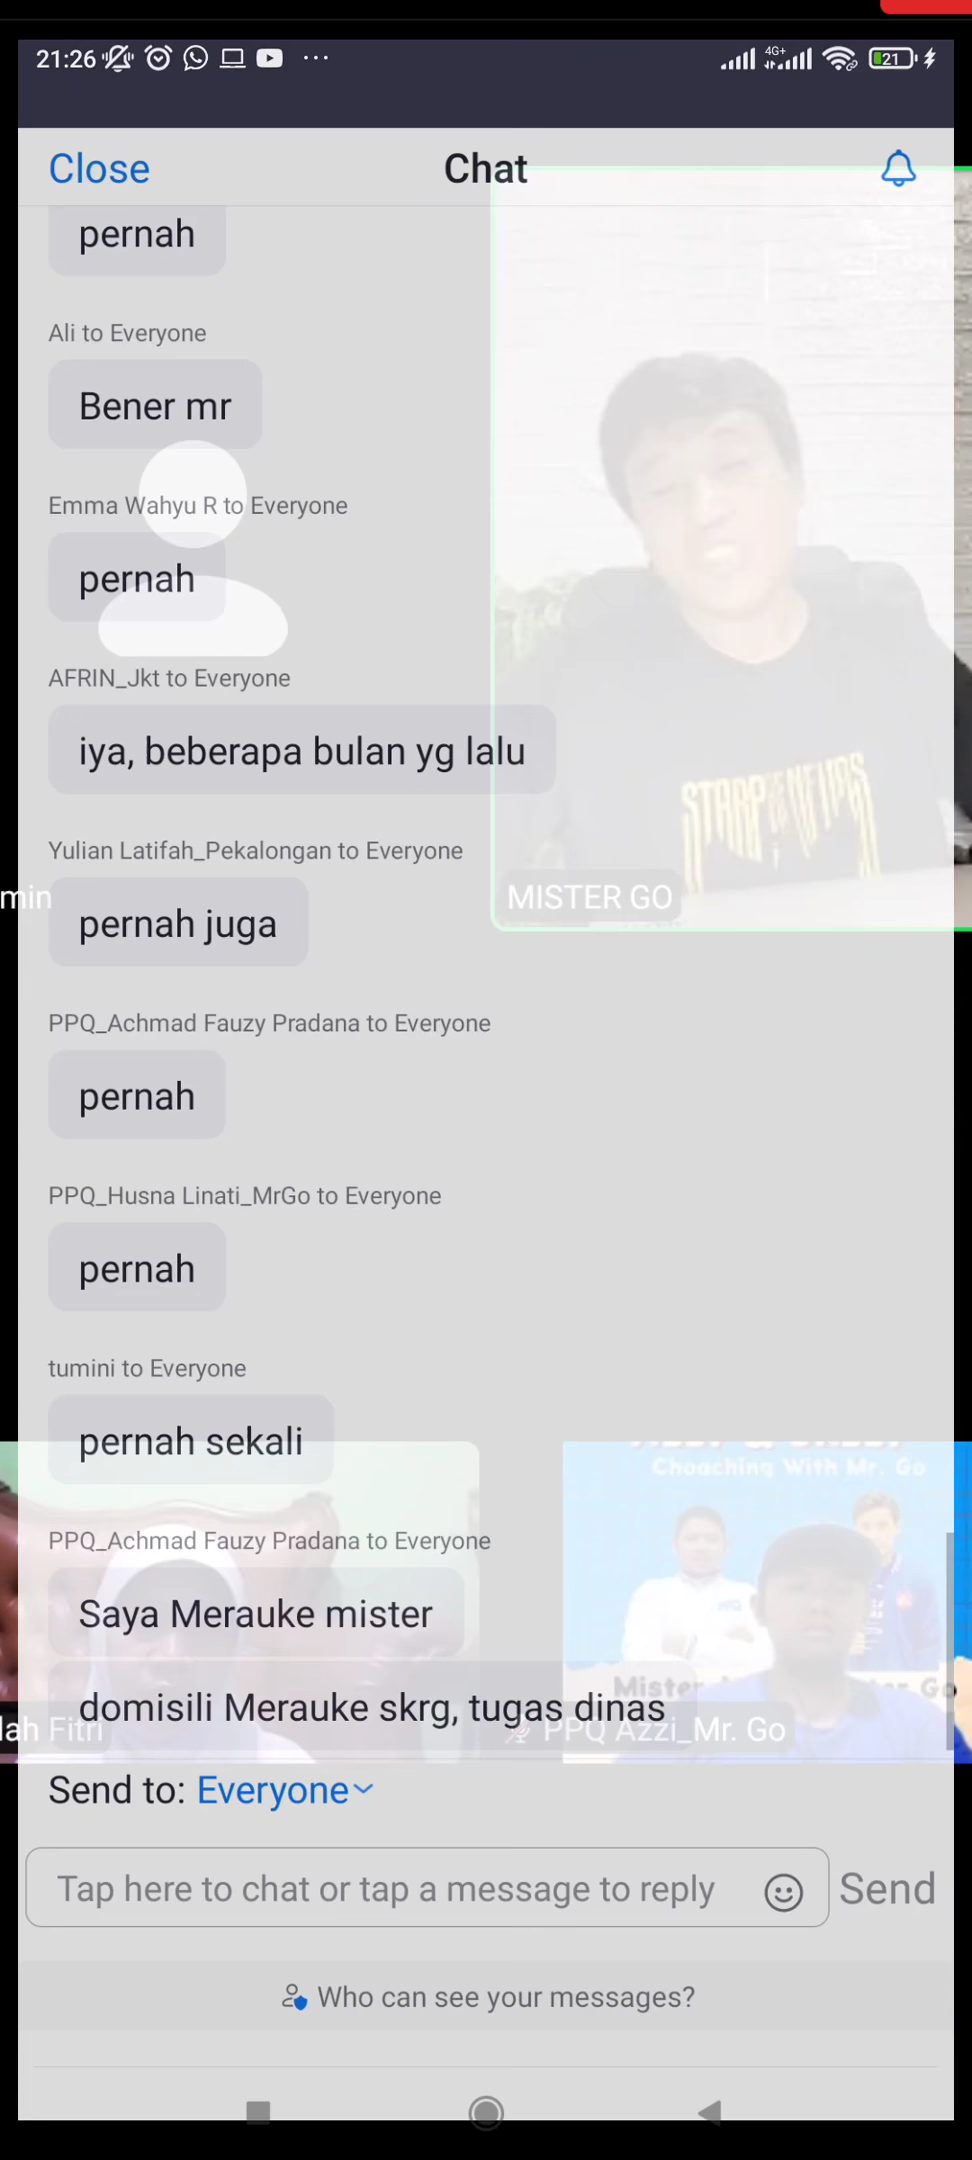 21:26
4G+
21
Close
Chat
pernah
Ali to Everyone
Bener mr
Emma Wahyu R to Everyone
pernah
AFRIN_Jkt to Everyone
iya, beberapa bulan yg lalu
Yulian Latifah_Pekalongan to Everyone
min
MISTER GO
pernah juga
PPQ_Achmad Fauzy Pradana to Everyone
pernah
PPQ_Husna Linati_MrGo to Everyone
pernah
tumini to Everyone
pernah sekali
Choaching With Mr. Go
PPQ_Achmad Fauzy Pradana to Everyone
Saya Merauke mister
domisili Merauke skrg, tugas dinas
Mister
Go
lah Fitri
PPQ Azzi_Mr. Go
Send to: Everyone
Tap here to chat or tap a message to reply
Send
Who can see your messages?